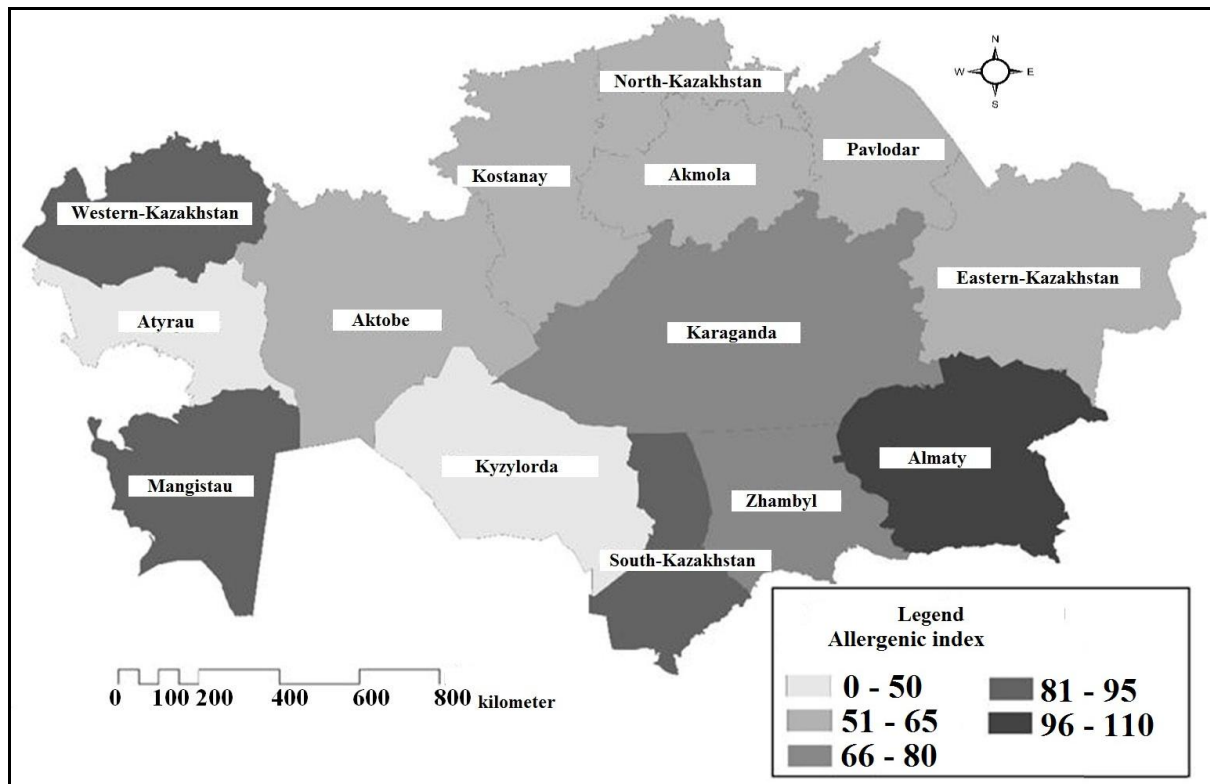 N
W E
S
North-Kazakhstan
Pavlodar
Kostanay
Akmola
Western-Kazakhstan
Eastern-Kazakhstan
Atyrau
Aktobe
Karaganda
Kyzylorda
Almaty
Mangistau
Zhambyl
South-Kazakhstan
Legend
Allergenic index
0 - 50
51 - 65
66 - 80
81 - 95
96 - 110
0 100 200 400 600 800 kilometer